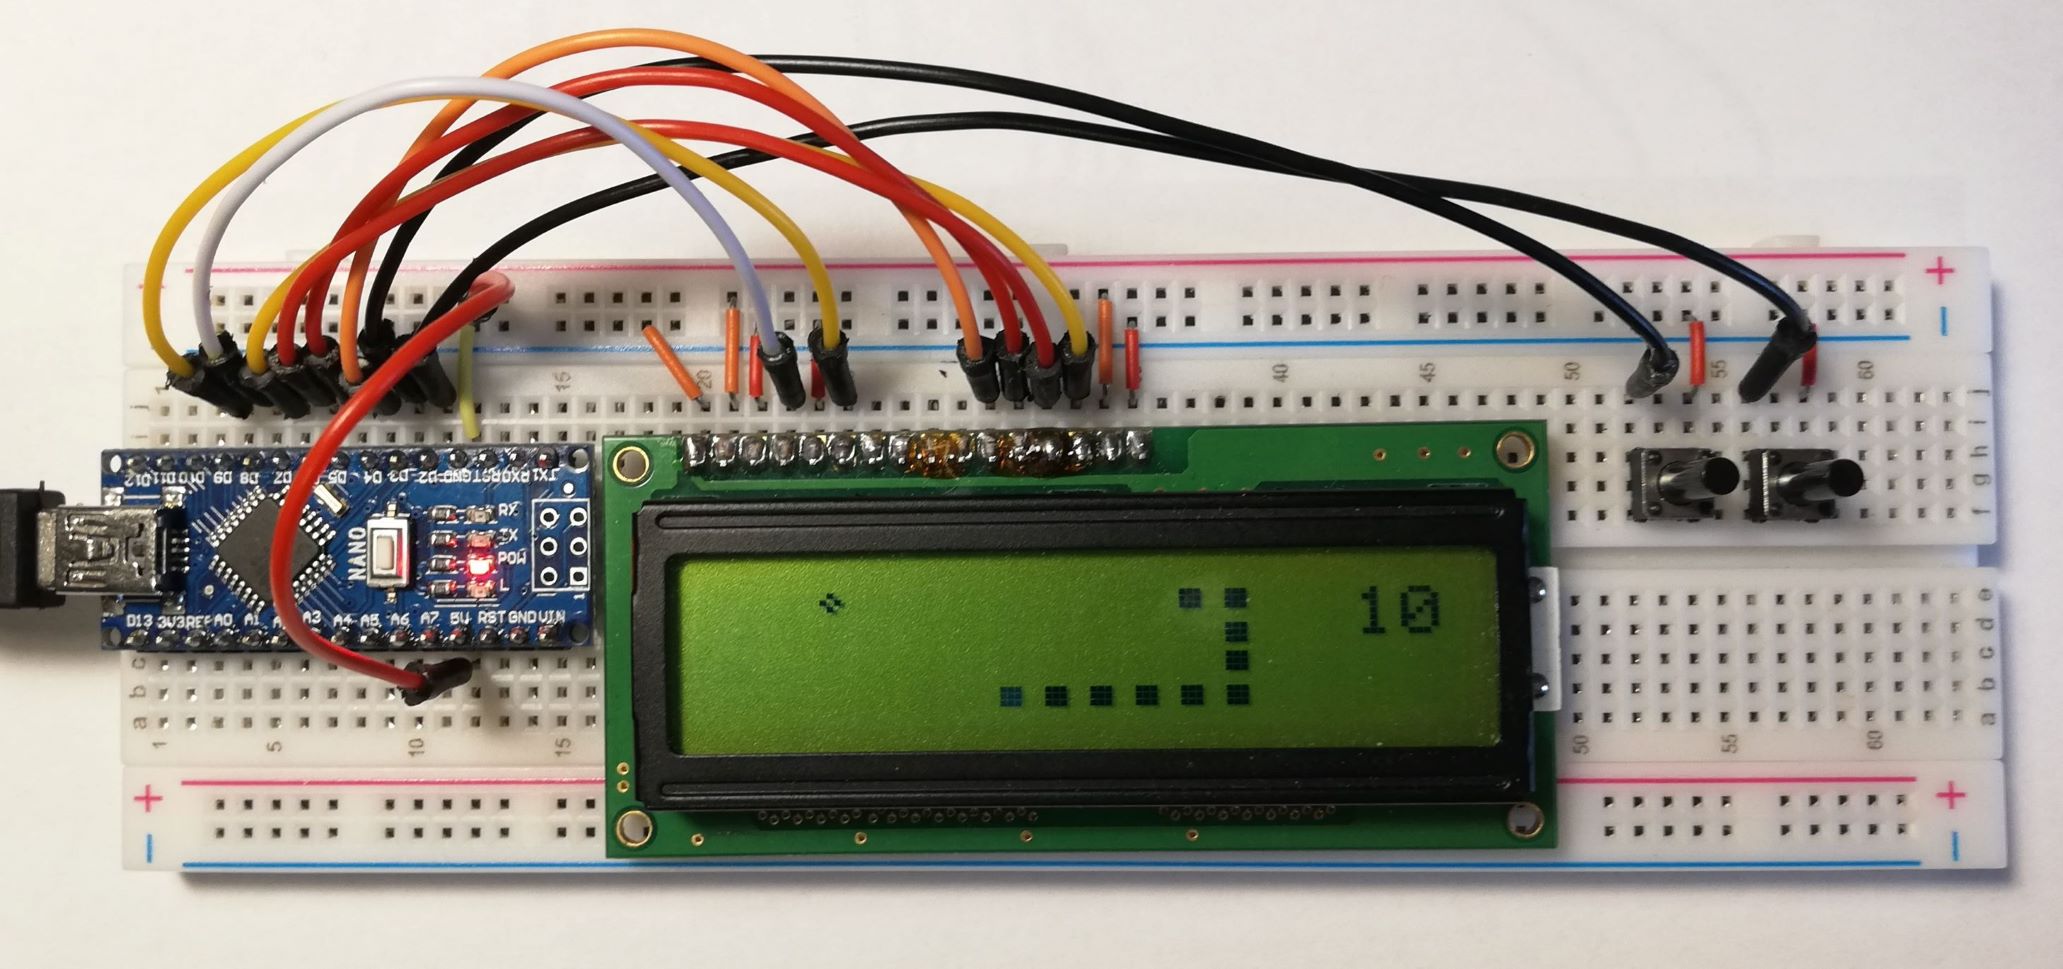 +
−
15
20
40
45
50
55
60
j
i
h
g
f
D12 D11 D10 D9 D8 D7 D5 D4 D3 D2 GND RST RX0 TX1
RX
TX
POW
L
NANO
1
D13 3V3 REF A0 A1 A3 A4 A5 A6 A7 5V RST GND VIN
10
e
d
c
b
a
c
b
a
1
5
10
15
50
55
60
+
−
+
−